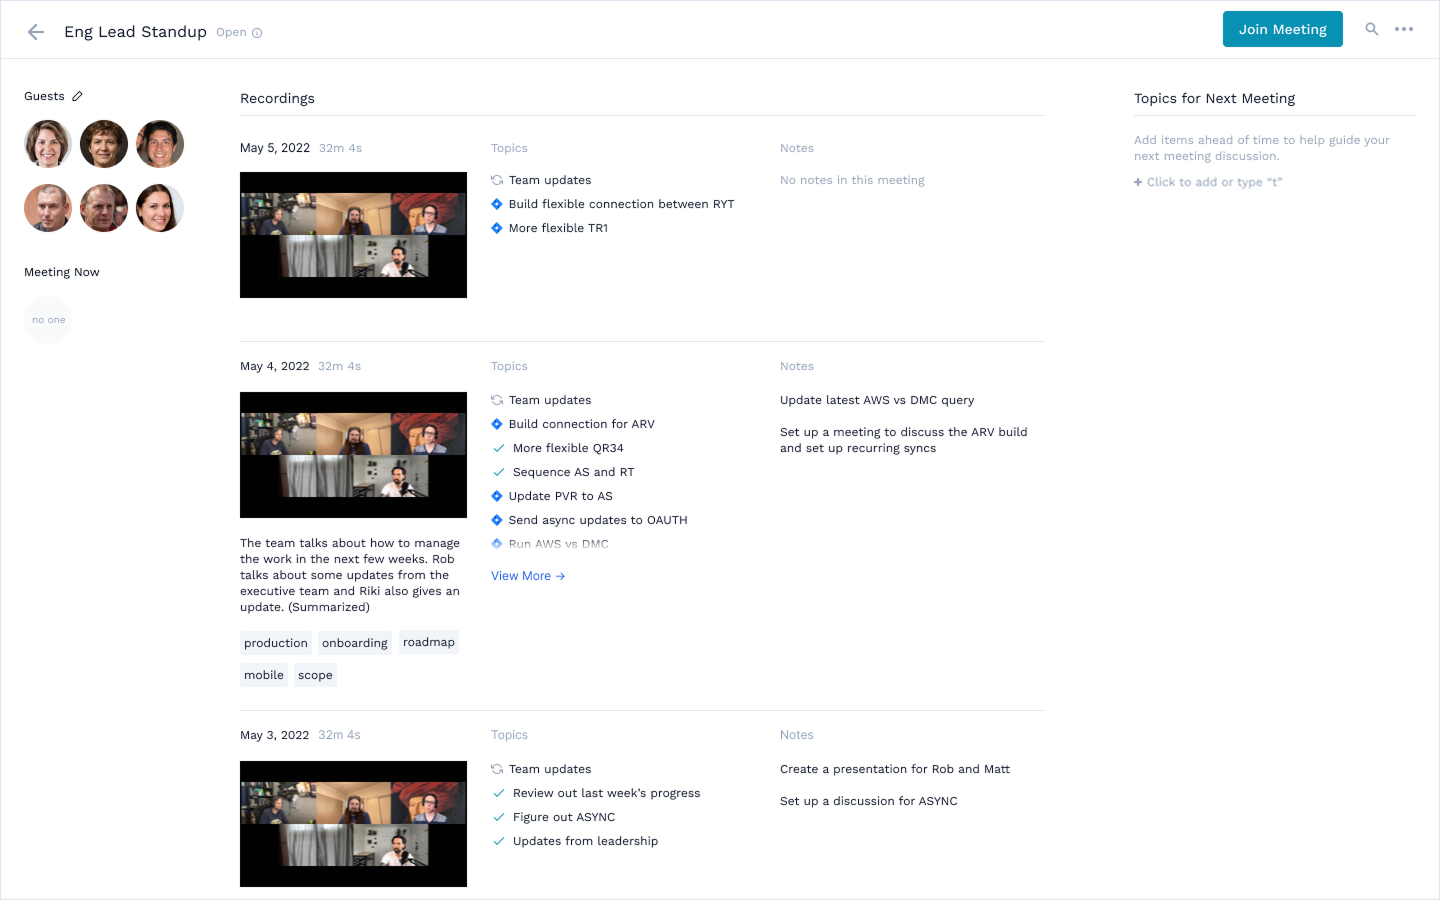 Eng Lead Standup Open
Join Meeting
Guests
Meeting Now
no one
Recordings
May 5, 2022 32m 4s
Topics
Team updates
Build flexible connection between RYT
More flexible TR1
Notes
No notes in this meeting
May 4, 2022 32m 4s
The team talks about how to manage
the work in the next few weeks. Rob
talks about some updates from the
executive team and Riki also gives an
update. (Summarized)
production onboarding roadmap
mobile scope
Topics
Team updates
Build connection for ARV
More flexible QR34
Sequence AS and RT
Update PVR to AS
Send async updates to OAUTH
Run AWS vs DMC
View More →
Notes
Update latest AWS vs DMC query
Set up a meeting to discuss the ARV build
and set up recurring syncs
May 3, 2022 32m 4s
Topics
Team updates
Review out last week’s progress
Figure out ASYNC
Updates from leadership
Notes
Create a presentation for Rob and Matt
Set up a discussion for ASYNC
Topics for Next Meeting
Add items ahead of time to help guide your
next meeting discussion.
+ Click to add or type “t”